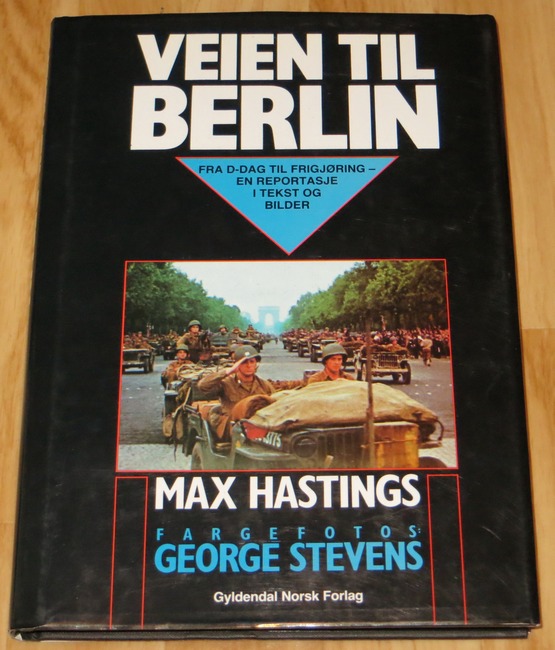 VEIEN TIL
BERLIN
FRA D-DAG TIL FRIGJØRING –
EN REPORTASJE
I TEKST OG
BILDER
3175
MAX HASTINGS
FARGEFOTOS:
GEORGE STEVENS
Gyldendal Norsk Forlag